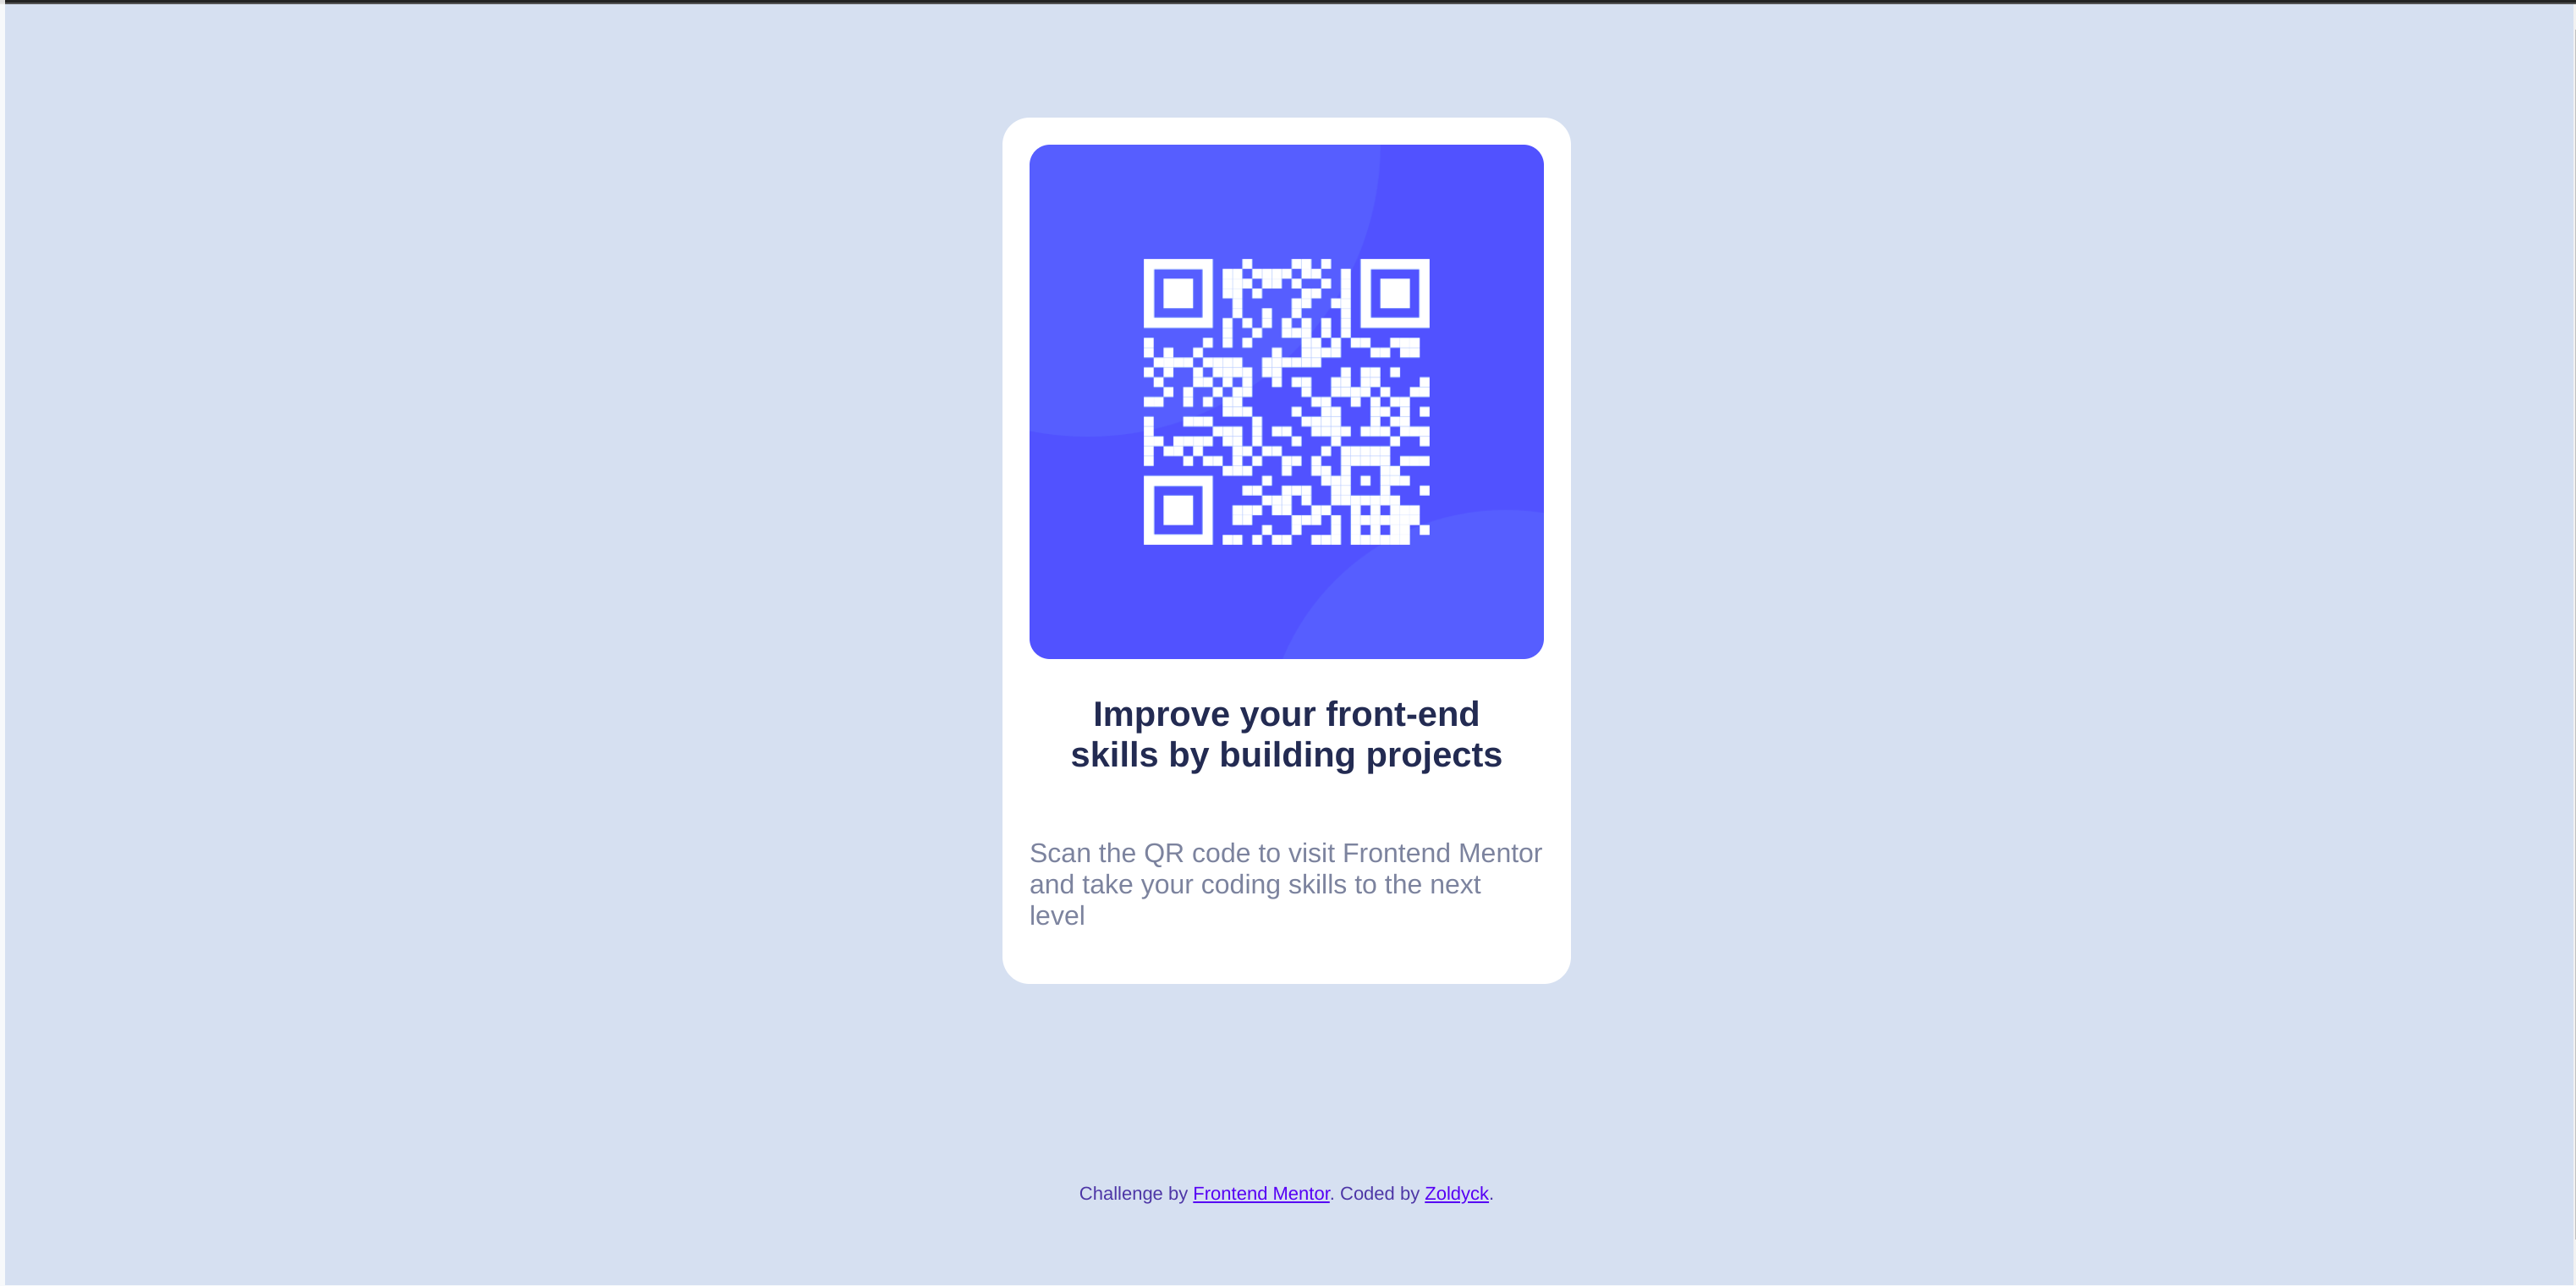 Improve your front-end
skills by building projects
Scan the QR code to visit Frontend Mentor
and take your coding skills to the next
level
Challenge by Frontend Mentor. Coded by Zoldyck.